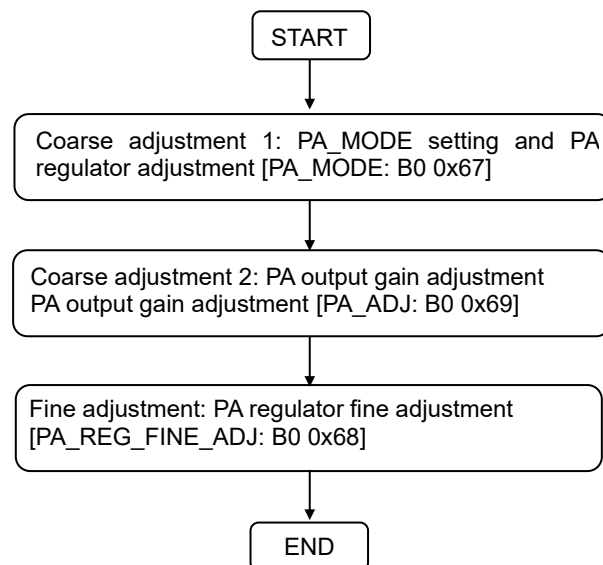 START
Coarse adjustment 1: PA_MODE setting and PA
regulator adjustment [PA_MODE: B0 0x67]
Coarse adjustment 2: PA output gain adjustment
PA output gain adjustment [PA_ADJ: B0 0x69]
Fine adjustment: PA regulator fine adjustment
[PA_REG_FINE_ADJ: B0 0x68]
END